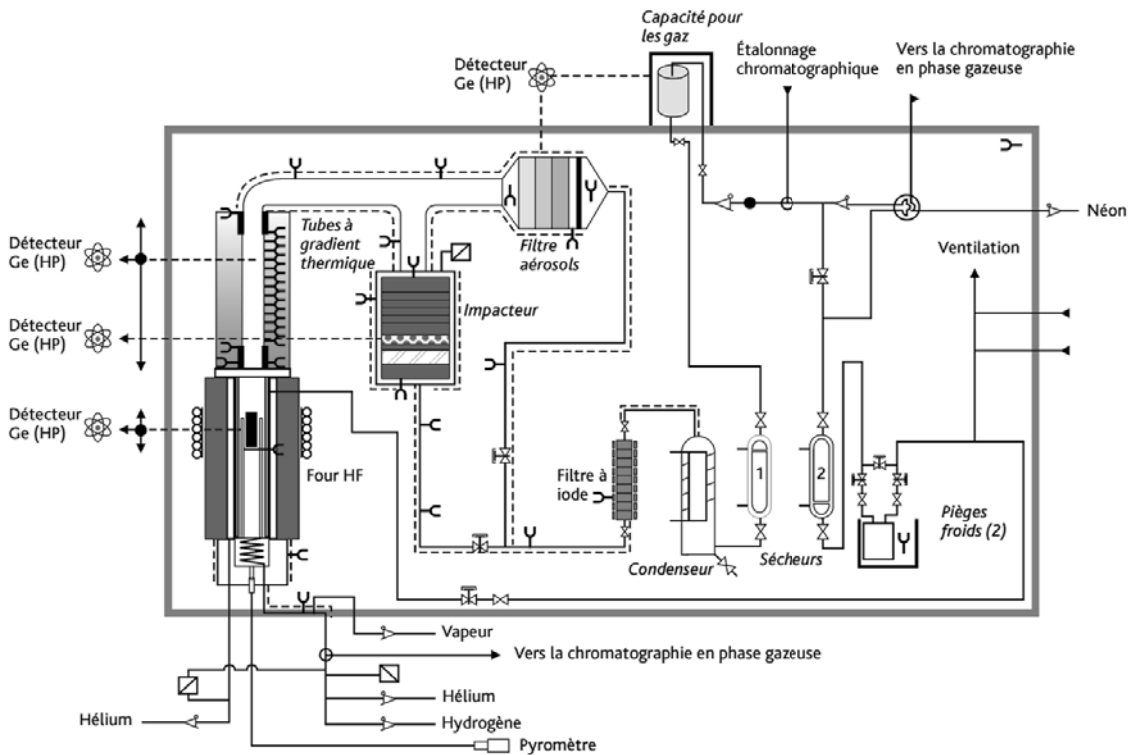 Capacité pour
les gaz
Étalonnage
chromatographique
Vers la chromatographie
en phase gazeuse
Détecteur
Ge (HP)
Néon
Ventilation
Détecteur
Ge (HP)
Tubes à
gradient
thermique
Filtre
aérosols
Détecteur
Ge (HP)
Impacteur
Détecteur
Ge (HP)
Four HF
Filtre à
iode
1
2
Pièges
froids (2)
Condenseur
Sécheurs
Vapeur
Vers la chromatographie en phase gazeuse
Hélium
Hélium
Hydrogène
Pyromètre